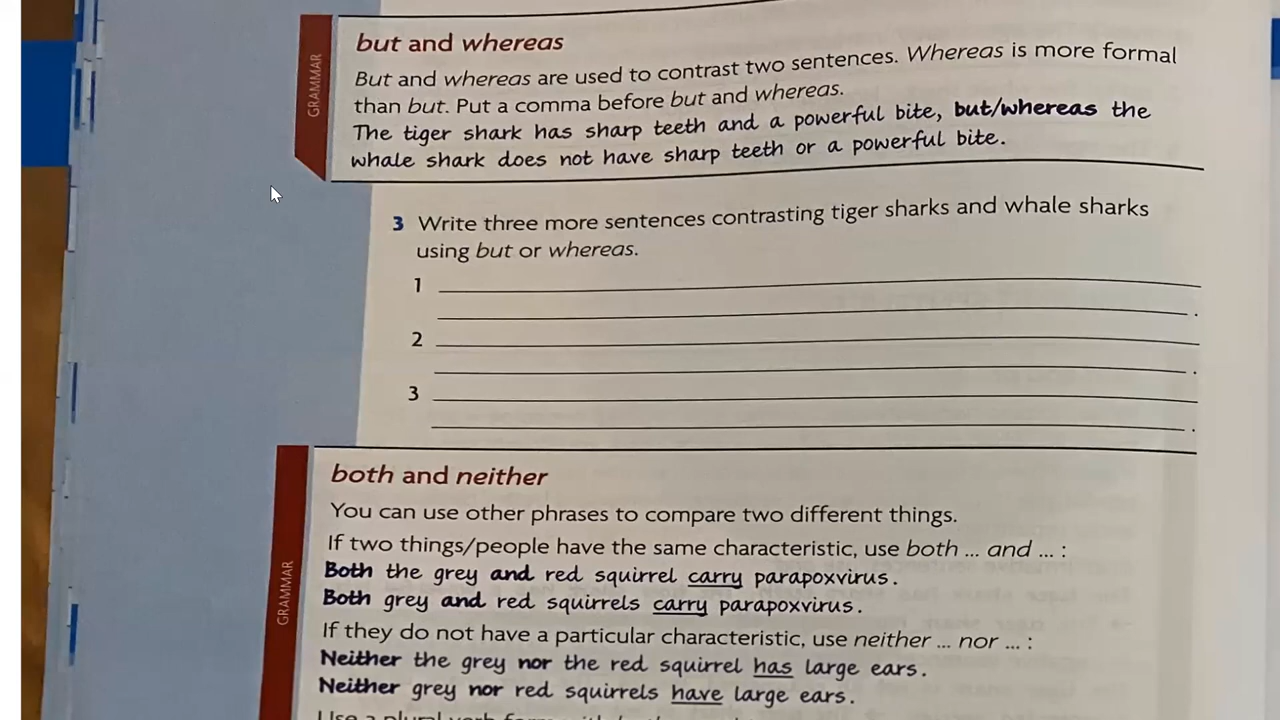 but and whereas
GRAMMAR
But and whereas are used to contrast two sentences. Whereas is more formal
than but. Put a comma before but and whereas.
The tiger shark has sharp teeth and a powerful bite, but/whereas the
whale shark does not have sharp teeth or a powerful bite.
3 Write three more sentences contrasting tiger sharks and whale sharks
using but or whereas.
1
.
2
.
3
.
both and neither
GRAMMAR
You can use other phrases to compare two different things.
If two things/people have the same characteristic, use both ... and ... :
Both the grey and red squirrel carry parapoxvirus.
Both grey and red squirrels carry parapoxvirus.
If they do not have a particular characteristic, use neither ... nor ... :
Neither the grey nor the red squirrel has large ears.
Neither grey nor red squirrels have large ears.
Use a plural verb form with